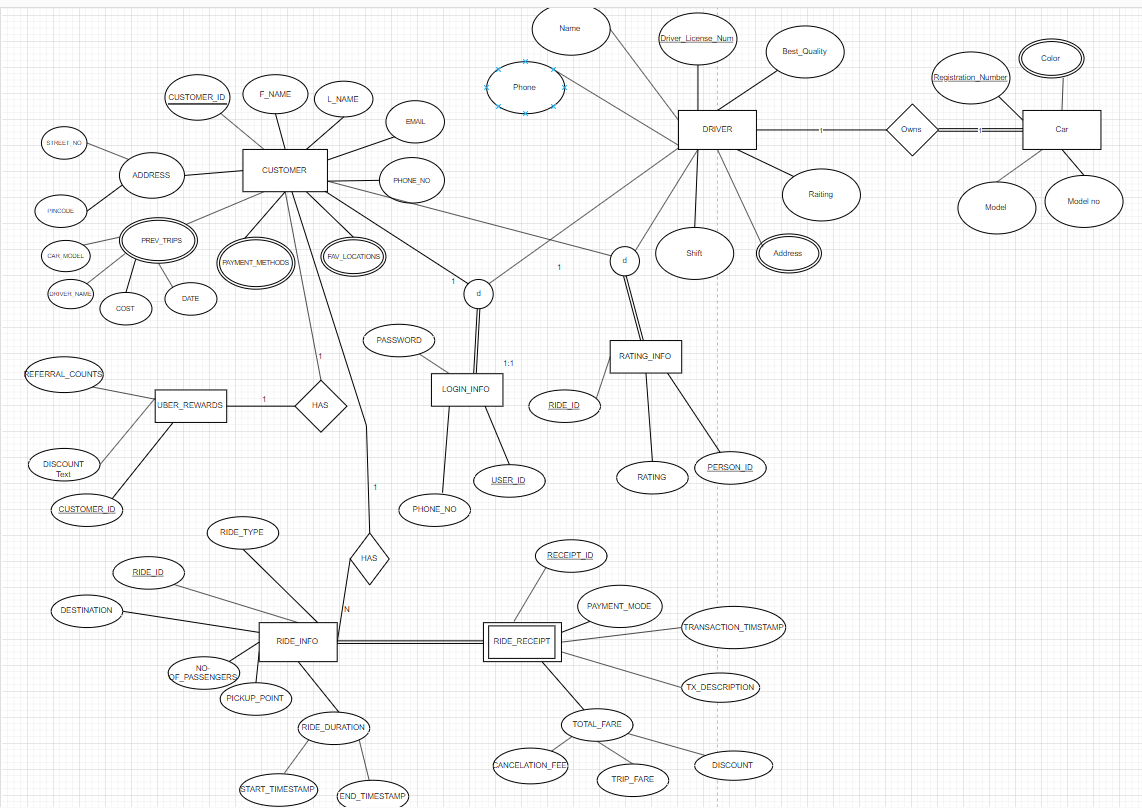 Name
Driver_License_Num
Best_Quality
Phone
Color
Registration_Number
CUSTOMER_ID
F_NAME
L_NAME
EMAIL
DRIVER
1
Owns
1
Car
STREET_NO
ADDRESS
CUSTOMER
PHONE_NO
Raiting
Model
Model no
PINCODE
PREV_TRIPS
CAR_MODEL
PAYMENT_METHODS
FAV_LOCATIONS
Shift
Address
d
1
1
d
DRIVER_NAME
COST
DATE
PASSWORD
1
1:1
RATING_INFO
REFERRAL_COUNTS
UBER_REWARDS
1
HAS
LOGIN_INFO
RIDE_ID
DISCOUNT
Text
CUSTOMER_ID
USER_ID
PHONE_NO
RATING
PERSON_ID
1
RIDE_TYPE
HAS
RECEIPT_ID
RIDE_ID
DESTINATION
N
PAYMENT_MODE
TRANSACTION_TIMSTAMP
RIDE_INFO
RIDE_RECEIPT
NO-
OF_PASSENGERS
PICKUP_POINT
TX_DESCRIPTION
RIDE_DURATION
TOTAL_FARE
CANCELATION_FEE
TRIP_FARE
DISCOUNT
START_TIMESTAMP
END_TIMESTAMP